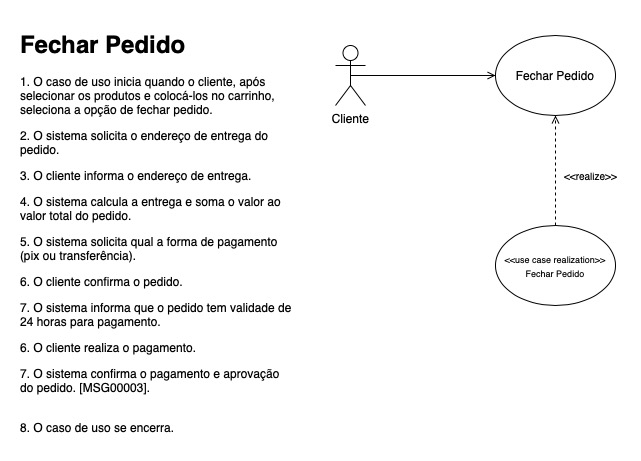 Fechar Pedido
1. O caso de uso inicia quando o cliente, após
selecionar os produtos e colocá-los no carrinho,
seleciona a opção de fechar pedido.
2. O sistema solicita o endereço de entrega do
pedido.
3. O cliente informa o endereço de entrega.
4. O sistema calcula a entrega e soma o valor ao
valor total do pedido.
5. O sistema solicita qual a forma de pagamento
(pix ou transferência).
6. O cliente confirma o pedido.
7. O sistema informa que o pedido tem validade de
24 horas para pagamento.
6. O cliente realiza o pagamento.
7. O sistema confirma o pagamento e aprovação
do pedido. [MSG00003].
8. O caso de uso se encerra.
Cliente
Fechar Pedido
<<realize>>
<<use case realization>>
Fechar Pedido